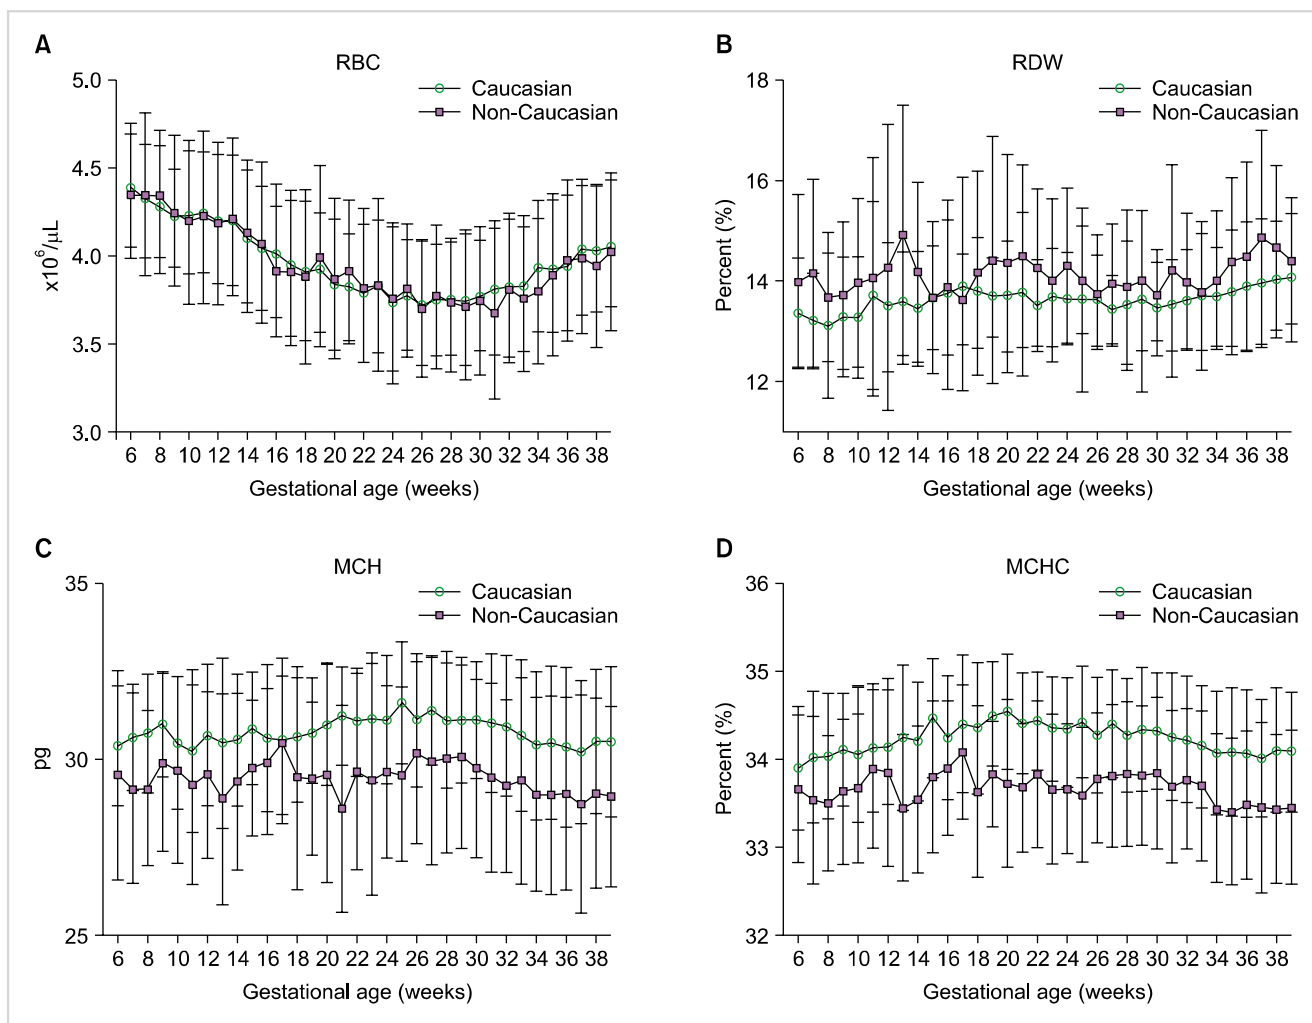 A
RBC
Caucasian
Non-Caucasian
5.0
4.5
4.0
3.5
3.0
x10⁶/µL
6 8 10 12 14 16 18 20 22 24 26 28 30 32 34 36 38
Gestational age (weeks)
B
RDW
Caucasian
Non-Caucasian
18
16
14
12
Percent (%)
6 8 10 12 14 16 18 20 22 24 26 28 30 32 34 36 38
Gestational age (weeks)
C
MCH
Caucasian
Non-Caucasian
35
30
25
pg
6 8 10 12 14 16 18 20 22 24 26 28 30 32 34 36 38
Gestational age (weeks)
D
MCHC
Caucasian
Non-Caucasian
36
35
34
33
32
Percent (%)
6 8 10 12 14 16 18 20 22 24 26 28 30 32 34 36 38
Gestational age (weeks)